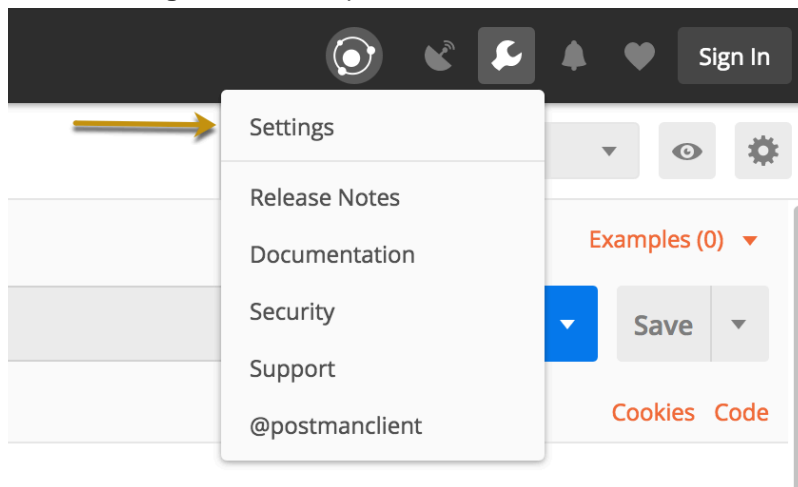 Sign In
Settings
Release Notes
Examples (0)
Documentation
Security
Save
Support
Cookies Code
@postmanclient